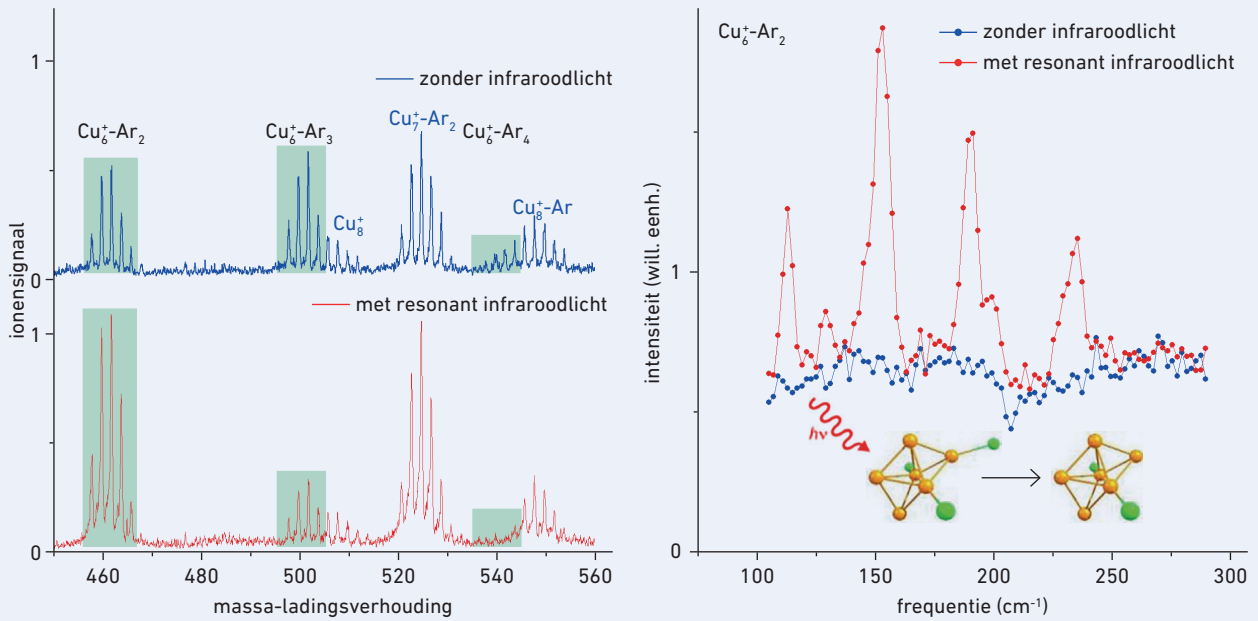 1
zonder infraroodlicht
Cu₇⁺-Ar₂
Cu₆⁺-Ar₂
Cu₆⁺-Ar₃
Cu₆⁺-Ar₄
Cu₈⁺
Cu₈⁺-Ar
0
met resonant infraroodlicht
1
0
460 480 500 520 540 560
massa-ladingsverhouding
ionensignaal
Cu₆⁺-Ar₂
zonder infraroodlicht
met resonant infraroodlicht
1
0
hν
100 150 200 250 300
frequentie (cm⁻¹)
intensiteit (will. eenh.)